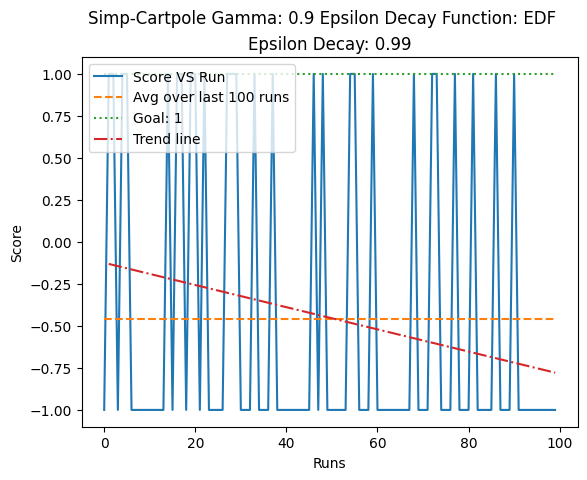 Simp-Cartpole Gamma: 0.9 Epsilon Decay Function: EDF
Epsilon Decay: 0.99
Score VS Run
Avg over last 100 runs
Goal: 1
Trend line
1.00
0.75
0.50
0.25
0.00
−0.25
−0.50
−0.75
−1.00
Score
0 20 40 60 80 100
Runs